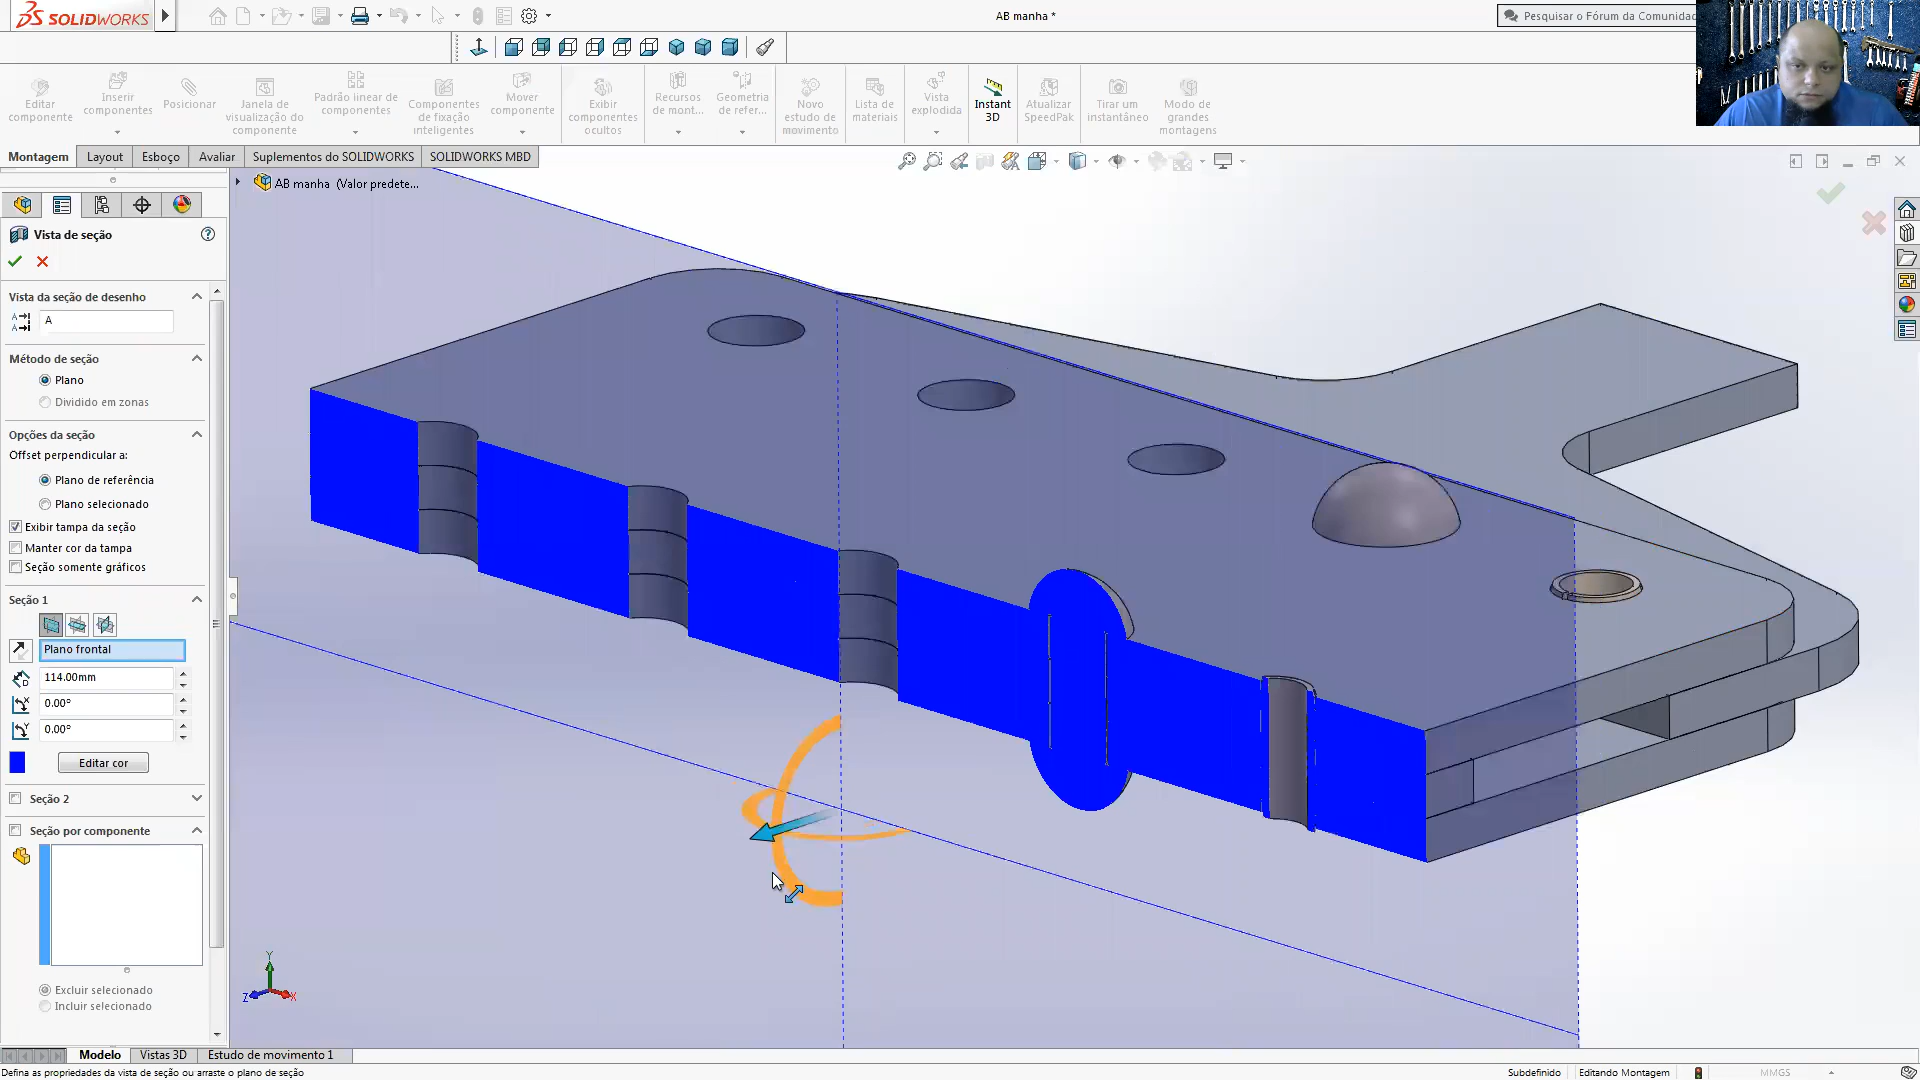 SOLIDWORKS
AB manha *
Pesquisar o Fórum da Comunidad
Editar componente
Inserir componentes
Posicionar
Janela de visualização do componente
Padrão linear de componentes
Componentes de fixação inteligentes
Mover componente
Exibir componentes ocultos
Recursos de mont...
Geometria de refer...
Novo estudo de movimento
Lista de materiais
Vista explodida
Instant 3D
Atualizar SpeedPak
Tirar um instantâneo
Modo de grandes montagens
Montagem
Layout
Esboço
Avaliar
Suplementos do SOLIDWORKS
SOLIDWORKS MBD
AB manha (Valor predete...
Vista de seção
Vista da seção de desenho
A
Método de seção
Plano
Dividido em zonas
Opções da seção
Offset perpendicular a:
Plano de referência
Plano selecionado
Exibir tampa da seção
Manter cor da tampa
Seção somente gráficos
Seção 1
Plano frontal
114.00mm
0.00°
0.00°
Editar cor
Seção 2
Seção por componente
Excluir selecionado
Incluir selecionado
Y
Z
X
Modelo
Vistas 3D
Estudo de movimento 1
Defina as propriedades da vista de seção ou arraste o plano de seção
Subdefinido
Editando Montagem
MMGS